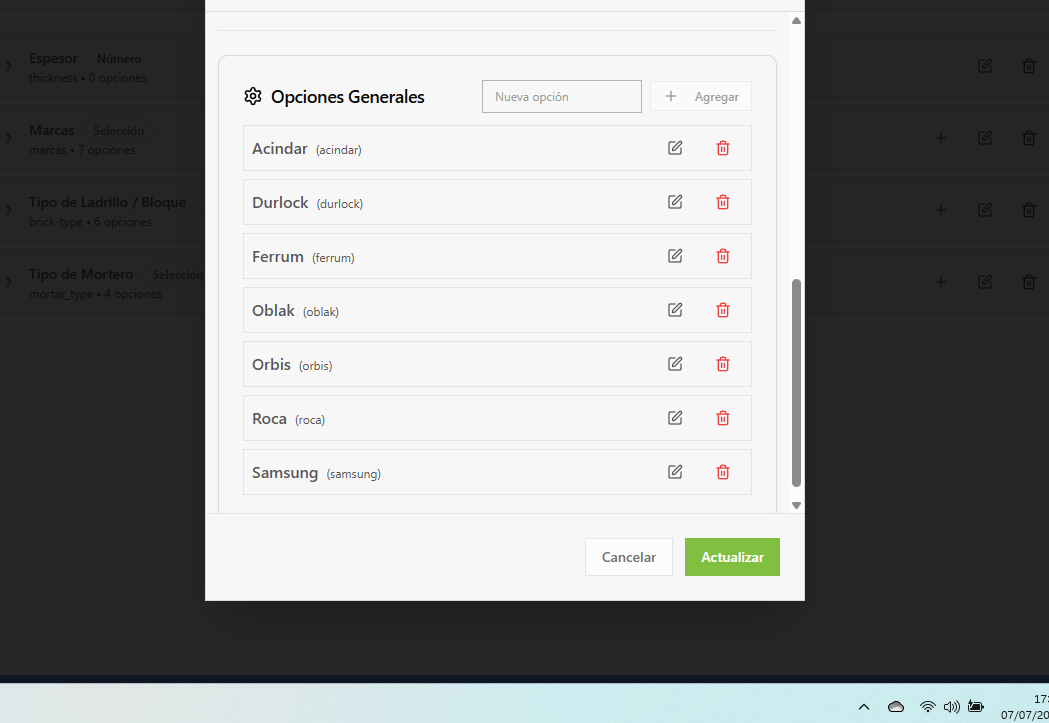 Espesor Número
thickness • 0 opciones
Marcas Selección
marcas • 7 opciones
Tipo de Ladrillo / Bloque
brick-type • 6 opciones
Tipo de Mortero Selección
mortar_type • 4 opciones
Opciones Generales
Nueva opción
Agregar
Acindar (acindar)
Durlock (durlock)
Ferrum (ferrum)
Oblak (oblak)
Orbis (orbis)
Roca (roca)
Samsung (samsung)
Cancelar
Actualizar
17:
07/07/20